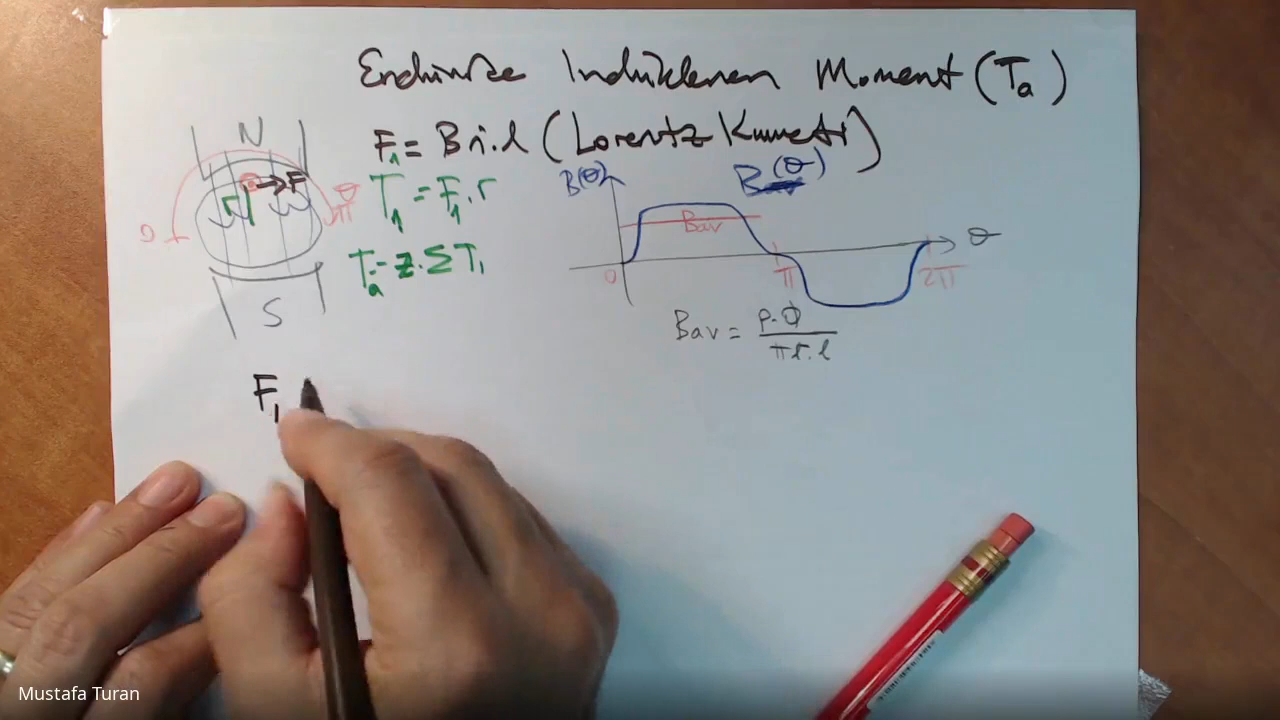 Endüvide İndüklenen Moment (Ta)
F1 = B.i.l (Lorentz Kuvveti)
N
F
r
θ
0
π
S
T1 = F1.r
Ta = z.ΣT1
B(θ)
B(θ)
Bav
θ
0
π
2π
Bav = P.Φ / πr.l
F1
Mustafa Turan